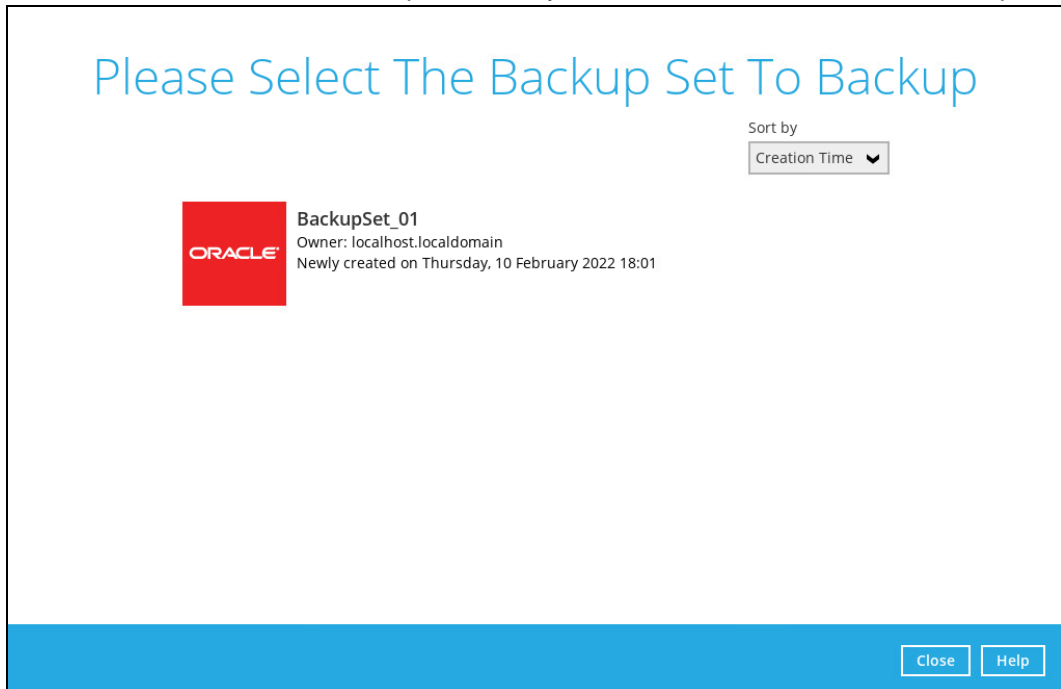 Please Select The Backup Set To Backup
Sort by
Creation Time
ORACLE
BackupSet_01
Owner: localhost.localdomain
Newly created on Thursday, 10 February 2022 18:01
Close Help